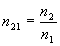 n₂₁ = n₂ / n₁